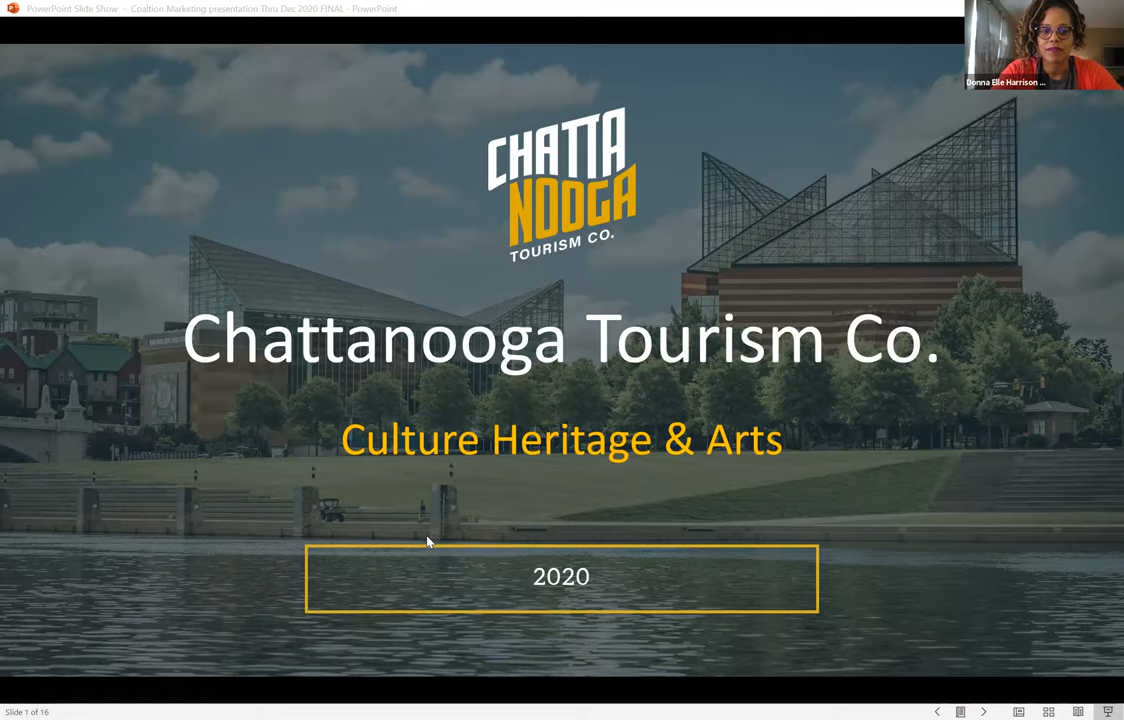 PowerPoint Slide Show - Coaltion Marketing presentation Thru Dec 2020 FINAL - PowerPoint
Donna Elle Harrison ...
CHATTA
NOOGA
TOURISM CO.
Chattanooga Tourism Co.
Culture Heritage & Arts
2020
Slide 1 of 16